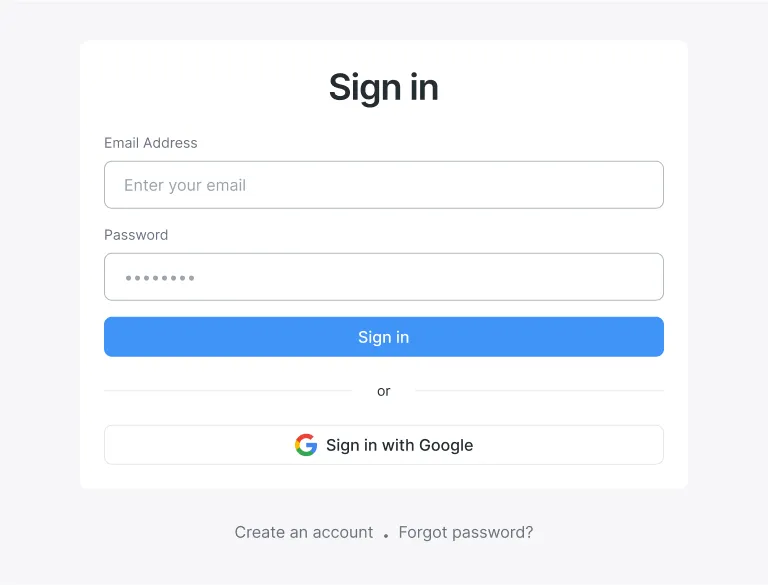 Sign in
Email Address
Enter your email
Password
••••••••
Sign in
or
Sign in with Google
Create an account • Forgot password?